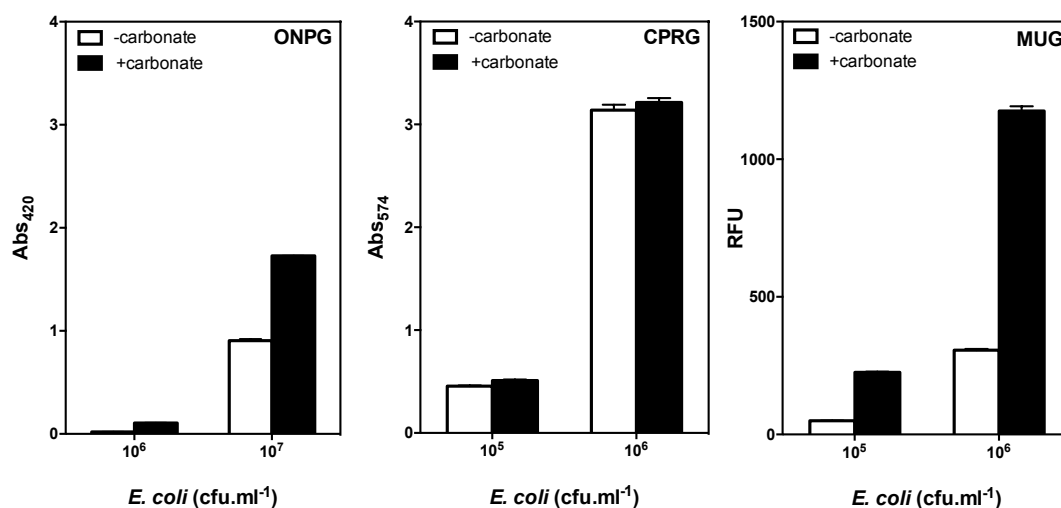 ONPG
-carbonate
+carbonate
4
3
2
1
0
Abs420
10⁶ 10⁷
E. coli (cfu.ml⁻¹)
CPRG
-carbonate
+carbonate
4
3
2
1
0
Abs574
10⁵ 10⁶
E. coli (cfu.ml⁻¹)
MUG
-carbonate
+carbonate
1500
1000
500
0
RFU
10⁵ 10⁶
E. coli (cfu.ml⁻¹)